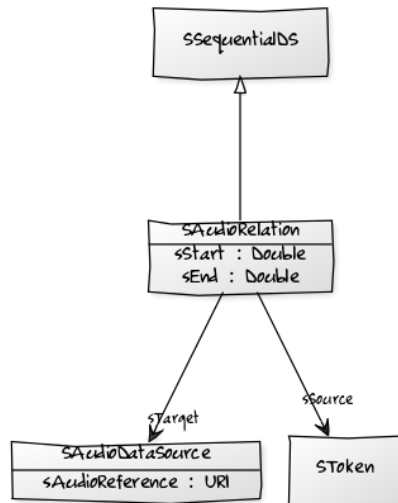 SSequentialDS
SAudioRelation
sStart : Double
sEnd : Double
sTarget
sSource
SAudioDataSource
sAudioReference : URI
SToken